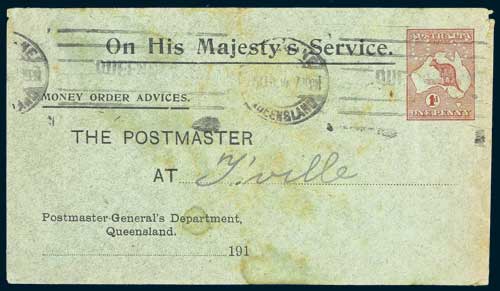 On His Majesty's Service.
AUSTRALIA
1d
ONE PENNY
QUEENSLAND
MONEY ORDER ADVICES.
THE POSTMASTER
AT T'ville
Postmaster-General's Department,
Queensland.
191